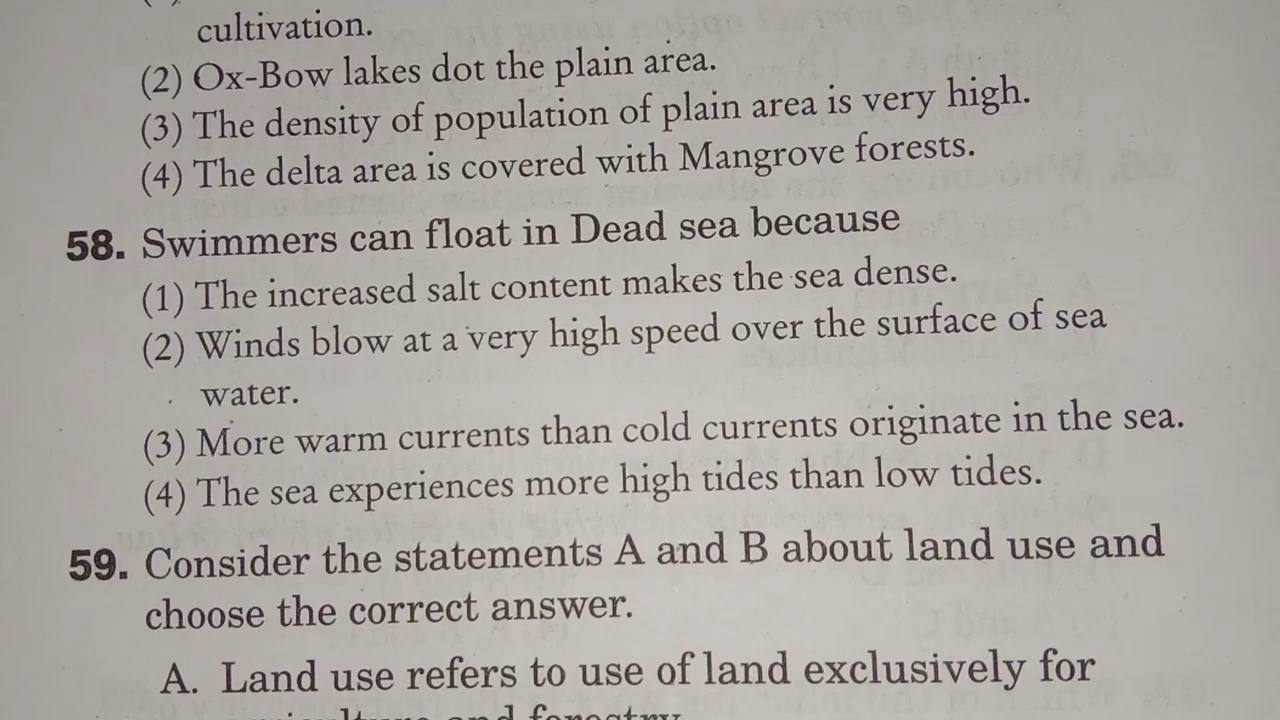 cultivation.
(2) Ox-Bow lakes dot the plain area.
(3) The density of population of plain area is very high.
(4) The delta area is covered with Mangrove forests.
58. Swimmers can float in Dead sea because
(1) The increased salt content makes the sea dense.
(2) Winds blow at a very high speed over the surface of sea
water.
(3) More warm currents than cold currents originate in the sea.
(4) The sea experiences more high tides than low tides.
59. Consider the statements A and B about land use and
choose the correct answer.
A. Land use refers to use of land exclusively for
and forestry